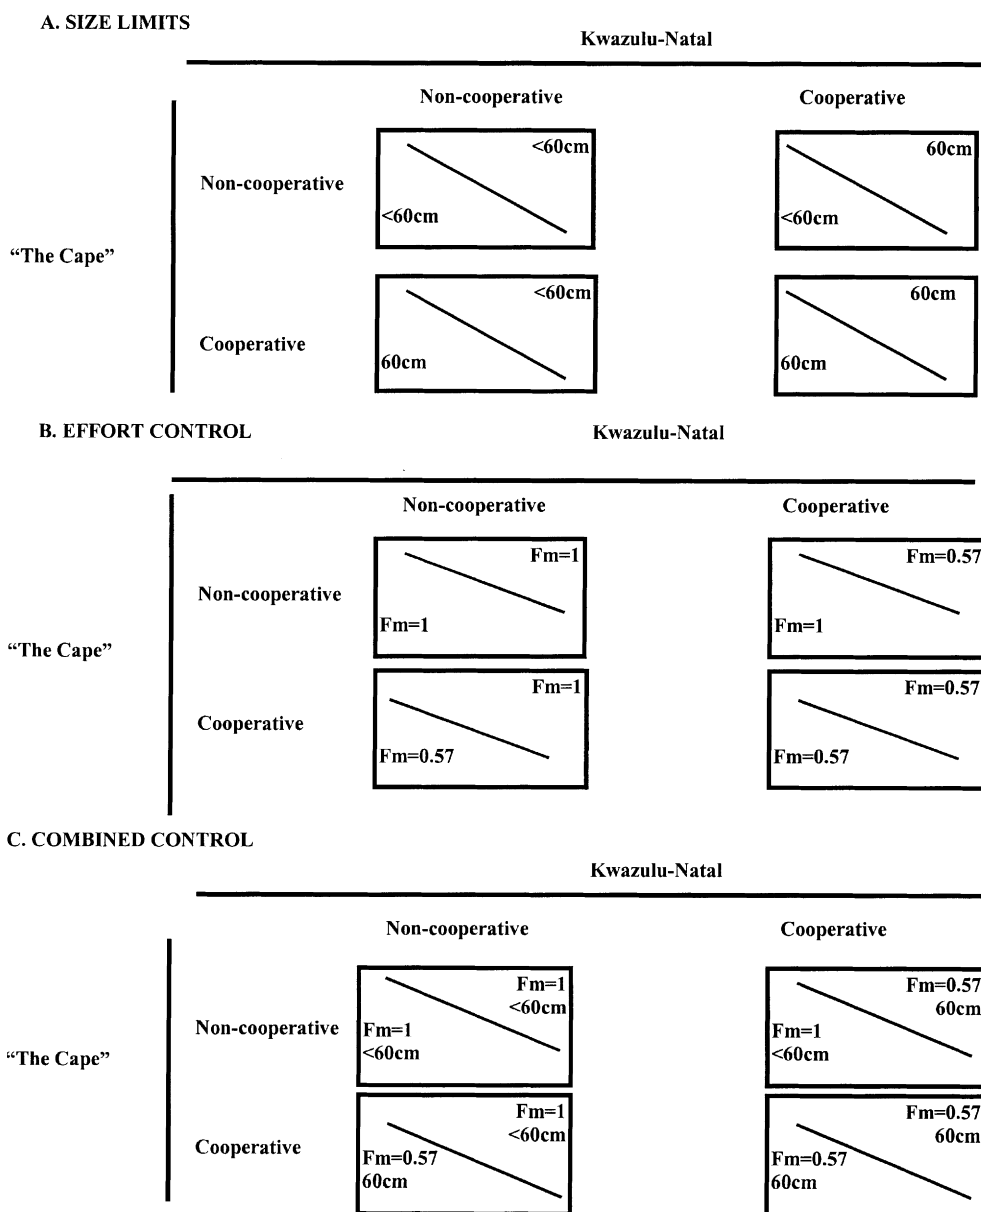 A. SIZE LIMITS
Kwazulu-Natal
Non-cooperative
Cooperative
<60cm
60cm
Non-cooperative
<60cm
<60cm
“The Cape”
<60cm
60cm
Cooperative
60cm
60cm
B. EFFORT CONTROL
Kwazulu-Natal
Non-cooperative
Cooperative
Fm=1
Fm=0.57
Non-cooperative
Fm=1
Fm=1
“The Cape”
Fm=1
Fm=0.57
Cooperative
Fm=0.57
Fm=0.57
C. COMBINED CONTROL
Kwazulu-Natal
Non-cooperative
Cooperative
Fm=1
<60cm
Fm=0.57
60cm
Non-cooperative
Fm=1
<60cm
Fm=1
<60cm
“The Cape”
Fm=1
<60cm
Fm=0.57
60cm
Cooperative
Fm=0.57
60cm
Fm=0.57
60cm